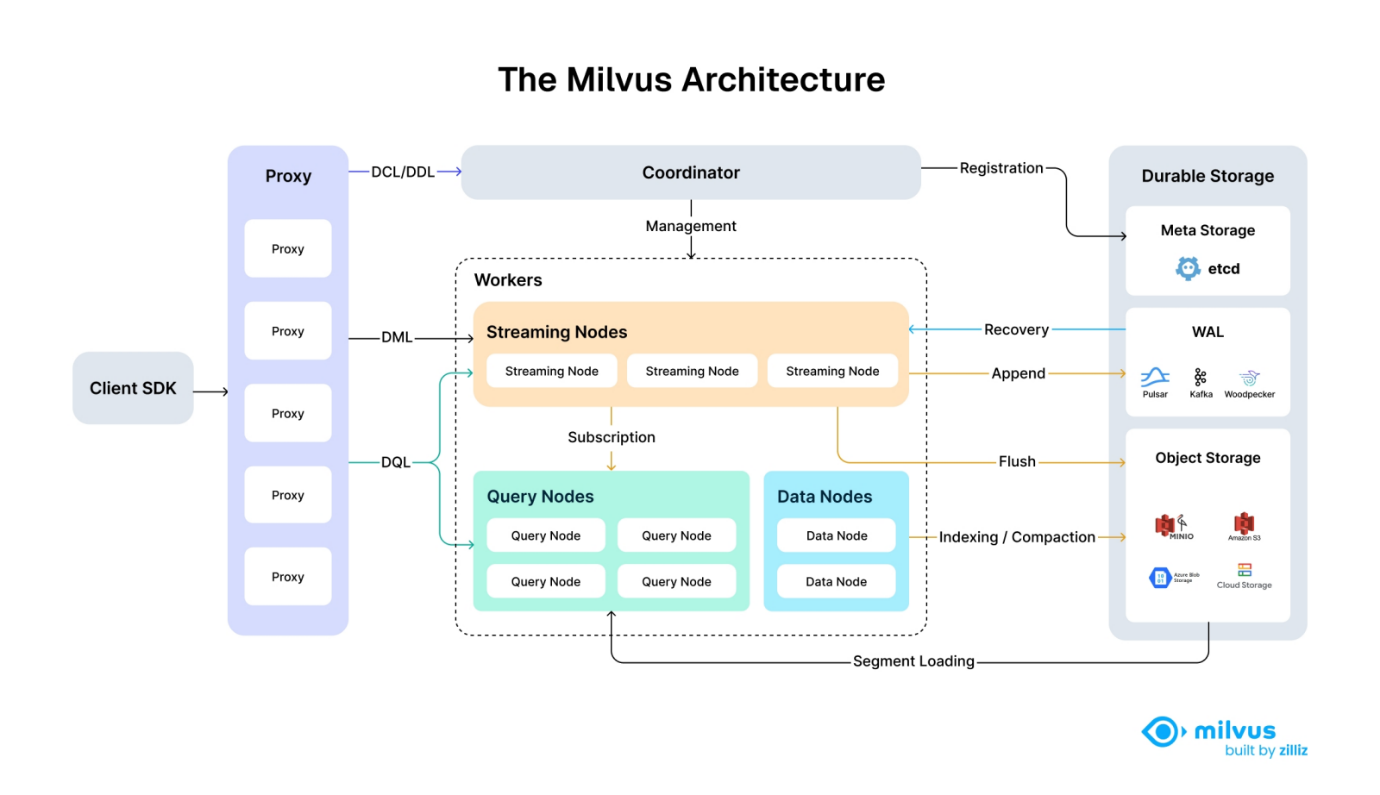 The Milvus Architecture
Client SDK
Proxy
Proxy
Proxy
Proxy
Proxy
Proxy
DCL/DDL
DML
DQL
Coordinator
Management
Registration
Workers
Streaming Nodes
Streaming Node
Streaming Node
Streaming Node
Subscription
Query Nodes
Query Node
Query Node
Query Node
Query Node
Data Nodes
Data Node
Data Node
Recovery
Append
Flush
Indexing / Compaction
Segment Loading
Durable Storage
Meta Storage
etcd
WAL
Pulsar
Kafka
Woodpecker
Object Storage
MINIO
Amazon S3
Azure Blob
Storage
Cloud Storage
milvus
built by zilliz